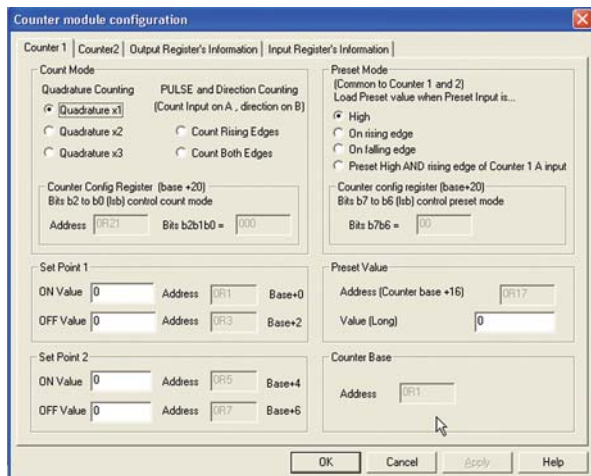 Counter module configuration
Counter 1 Counter2 Output Register's Information Input Register's Information
Count Mode
Quadrature Counting
Quadrature x1
Quadrature x2
Quadrature x3
PULSE and Direction Counting
(Count Input on A , direction on B)
Count Rising Edges
Count Both Edges
Counter Config Register (base +20)
Bits b2 to b0 (lsb) control count mode
Address 0R21 Bits b2b1b0 = 000
Preset Mode
(Common to Counter 1 and 2)
Load Preset value when Preset Input is...
High
On rising edge
On falling edge
Preset High AND rising edge of Counter 1 A input
Counter config register (base+20)
Bits b7 to b6 (lsb) control preset mode
Bits b7b6 = 00
Set Point 1
ON Value 0 Address 0R1 Base+0
OFF Value 0 Address 0R3 Base+2
Preset Value
Address (Counter base +16) 0R17
Value (Long) 0
Set Point 2
ON Value 0 Address 0R5 Base+4
OFF Value 0 Address 0R7 Base+6
Counter Base
Address 0R1
OK Cancel Apply Help